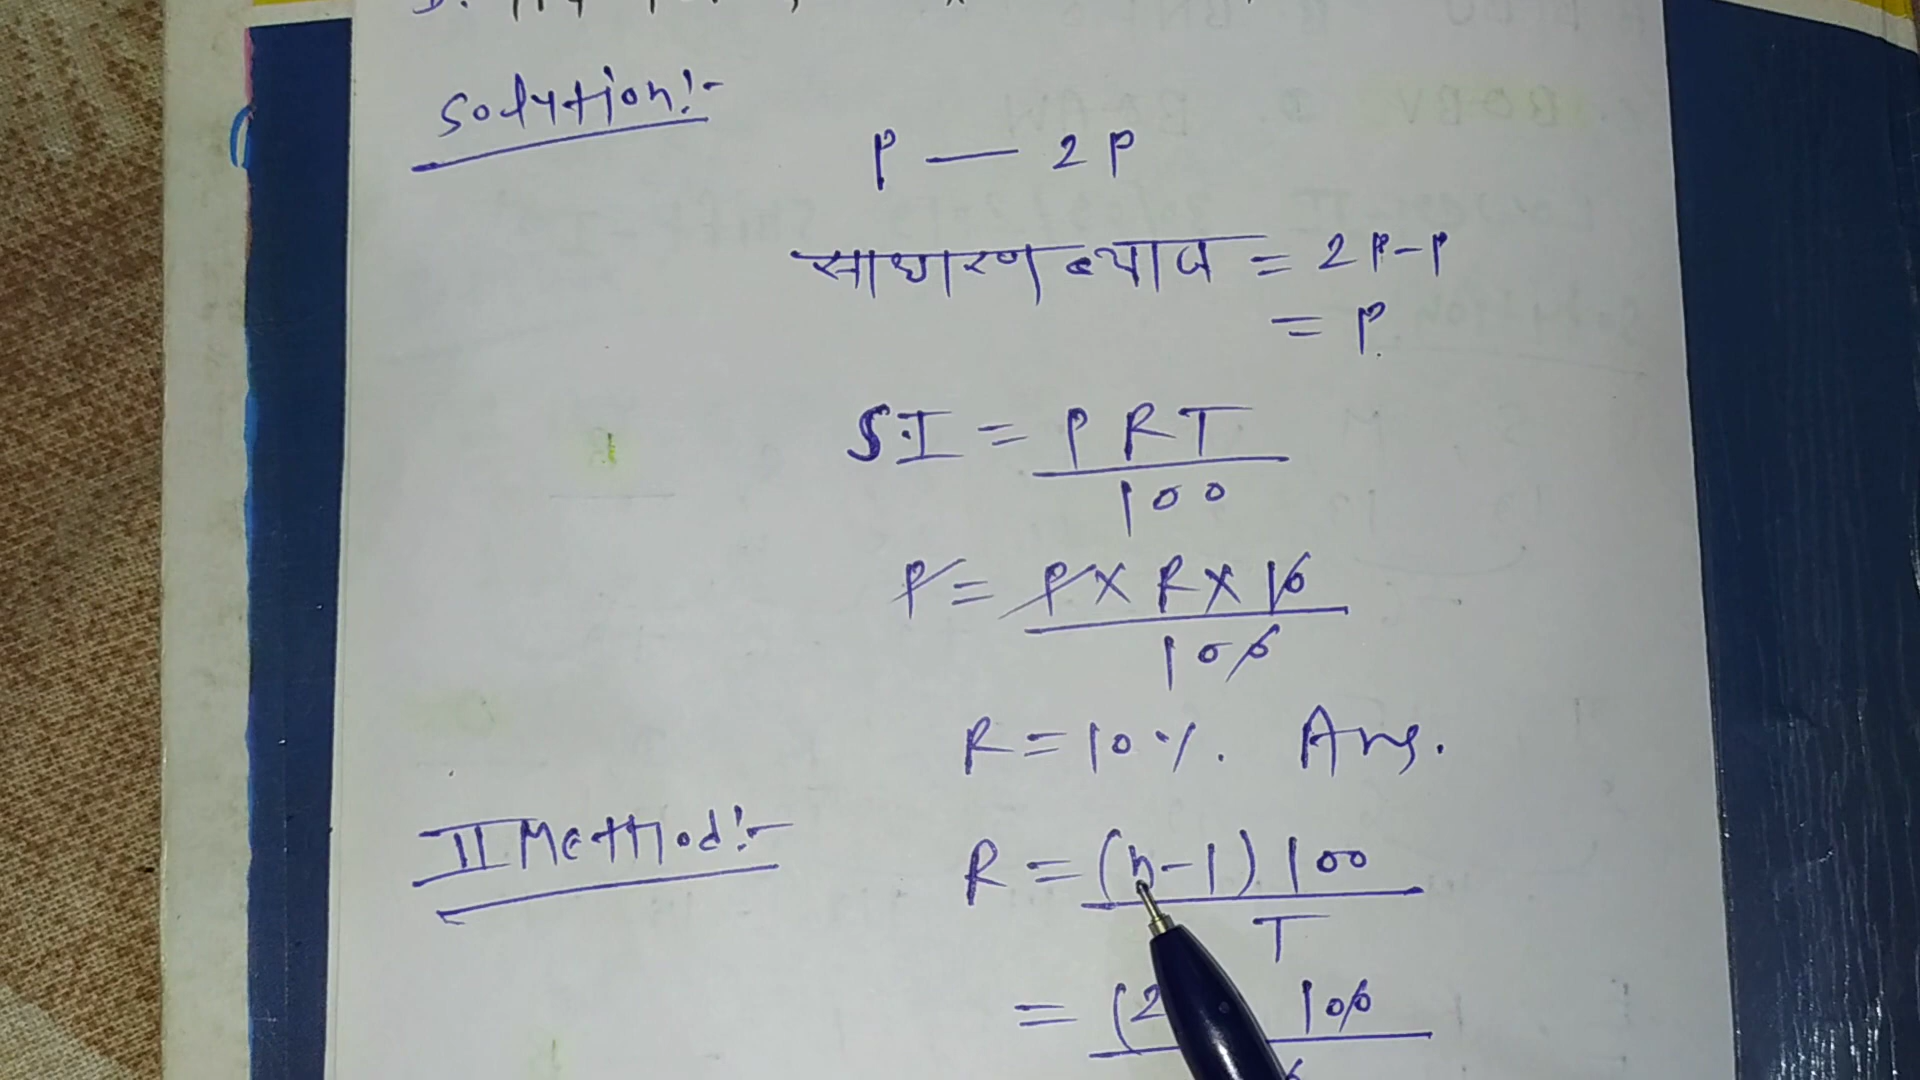 Solution:-
P — 2P
साधारण ब्याज = 2P-P
= P.
S.I = PRT
100
P = P X R X 10
100
R = 10%. Ans.
II Method:-
R = (n-1) 100
T
= (2 100